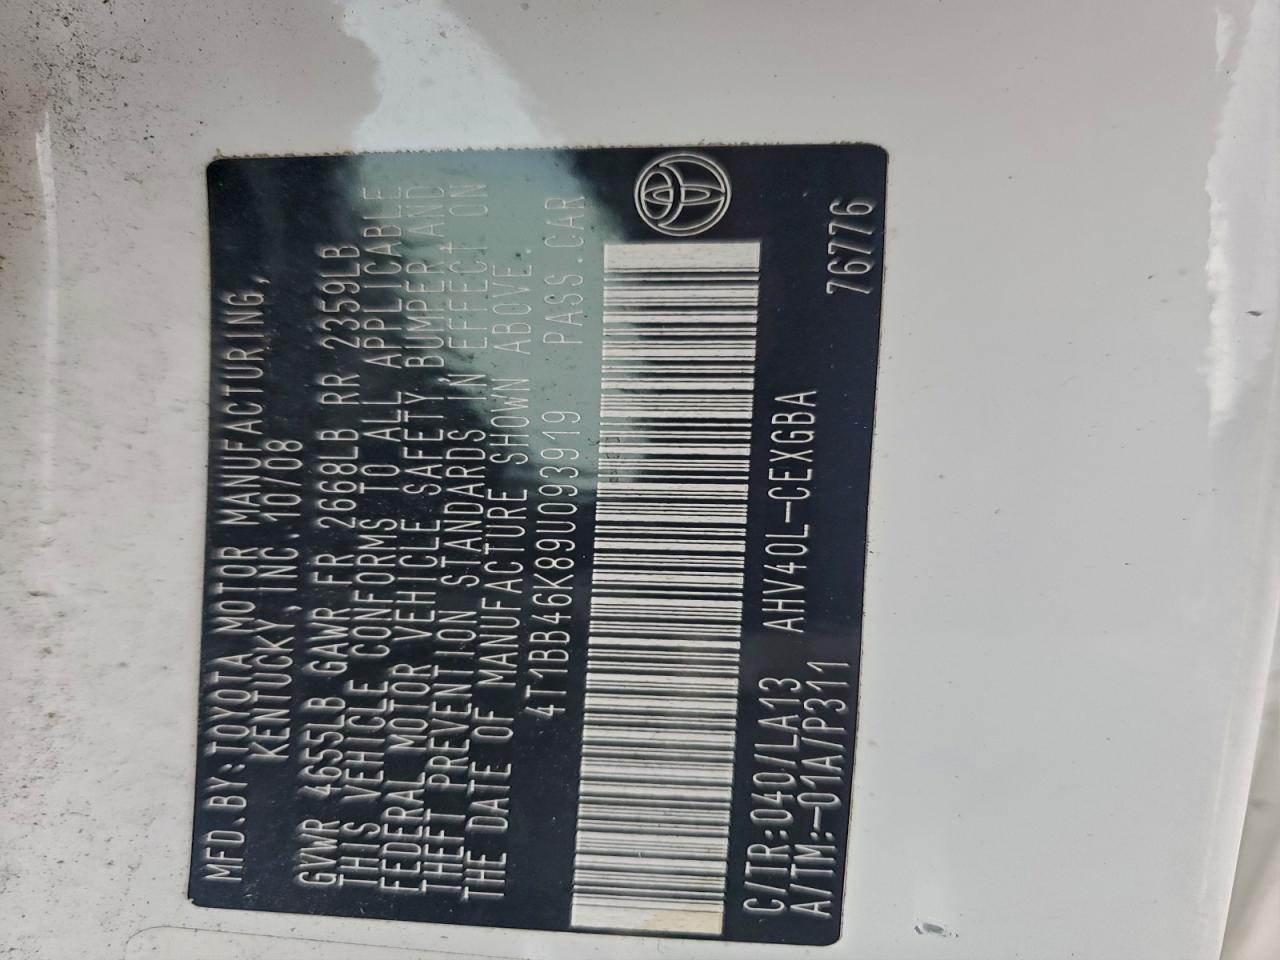 MFD.BY:TOYOTA MOTOR MANUFACTURING,
KENTUCKY, INC. 10/08
GVWR 4655LB GAWR FR 2668LB RR 2359LB
THIS VEHICLE CONFORMS TO ALL APPLICABLE
FEDERAL MOTOR VEHICLE SAFETY, BUMPER, AND
THEFT PREVENTION STANDARDS IN EFFECT ON
THE DATE OF MANUFACTURE SHOWN ABOVE.
4T1BB46K89U093919 PASS.CAR
C/TR:040/LA13 AHV40L-CEXGBA
A/TM:-01A/P311 76776